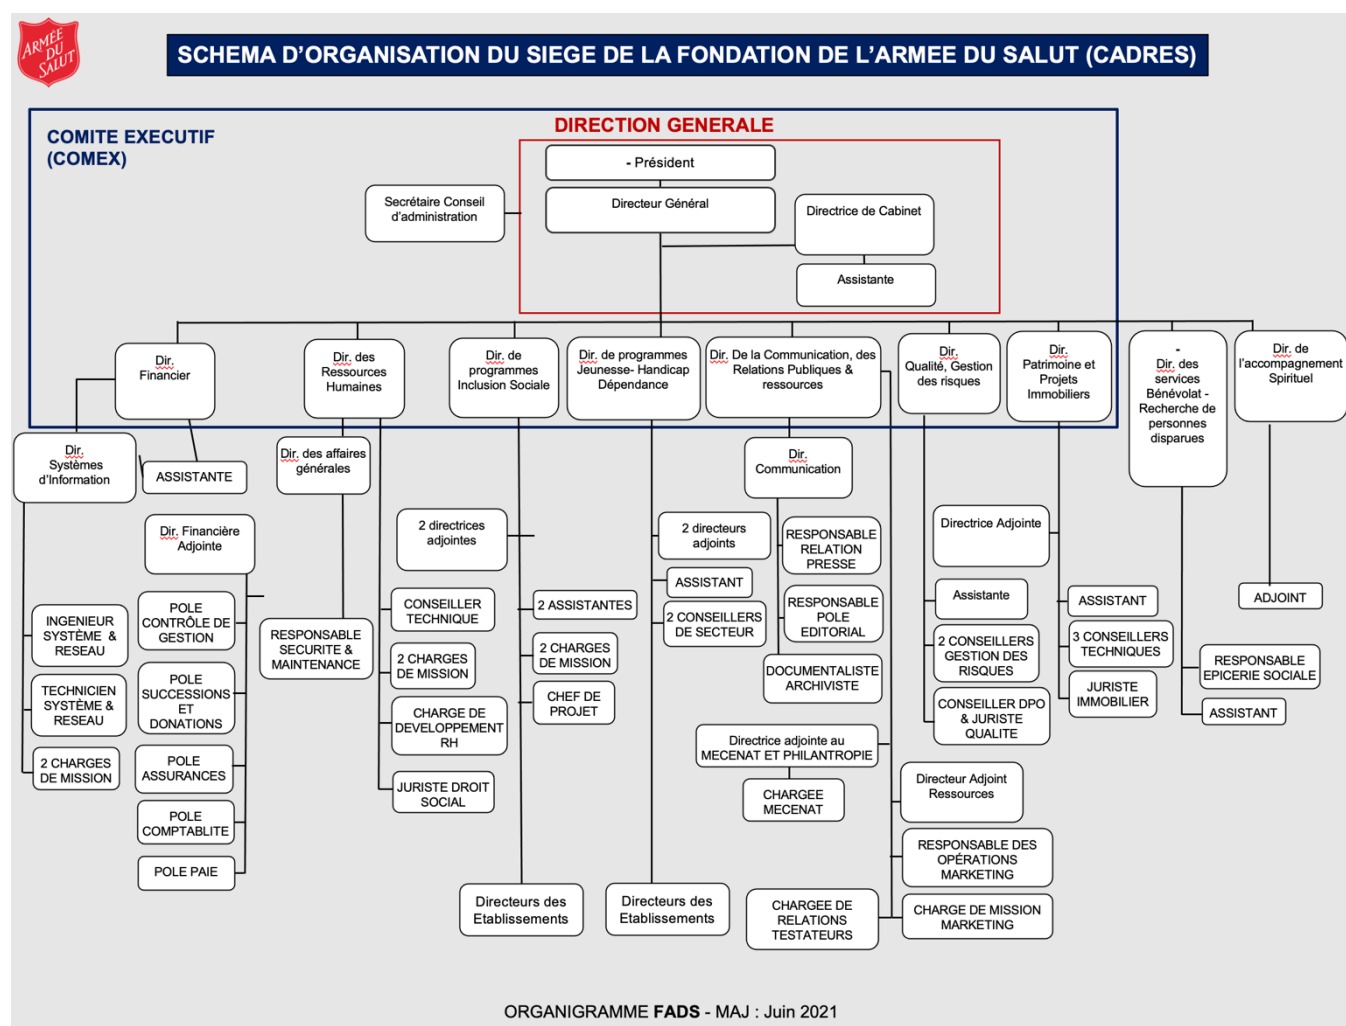 ARMÉE
DU
SALUT
SCHEMA D'ORGANISATION DU SIEGE DE LA FONDATION DE L'ARMEE DU SALUT (CADRES)
COMITE EXECUTIF
(COMEX)
DIRECTION GENERALE
- Président
Secrétaire Conseil
d'administration
Directeur Général
Directrice de Cabinet
Assistante
Dir.
Financier
Dir. des
Ressources
Humaines
Dir. de
programmes
Inclusion Sociale
Dir. de programmes
Jeunesse- Handicap
Dépendance
Dir. De la Communication, des
Relations Publiques &
ressources
Dir.
Qualité, Gestion
des risques
Dir.
Patrimoine et
Projets
Immobiliers
-
Dir. des
services
Bénévolat -
Recherche de
personnes
disparues
Dir. de
l'accompagnement
Spirituel
Dir.
Systèmes
d'Information
ASSISTANTE
Dir. des affaires
générales
Dir.
Communication
Dir. Financière
Adjointe
2 directrices
adjointes
2 directeurs
adjoints
RESPONSABLE
RELATION
PRESSE
Directrice Adjointe
INGENIEUR
SYSTÈME &
RESEAU
TECHNICIEN
SYSTÈME &
RESEAU
2 CHARGES
DE MISSION
POLE
CONTRÔLE DE
GESTION
POLE
SUCCESSIONS
ET
DONATIONS
POLE
ASSURANCES
POLE
COMPTABLITE
POLE PAIE
RESPONSABLE
SECURITE &
MAINTENANCE
CONSEILLER
TECHNIQUE
2 CHARGES
DE MISSION
CHARGE DE
DEVELOPPEMENT
RH
JURISTE DROIT
SOCIAL
2 ASSISTANTES
2 CHARGES
DE MISSION
CHEF DE
PROJET
Directeurs des
Etablissements
ASSISTANT
2 CONSEILLERS
DE SECTEUR
Directeurs des
Etablissements
RESPONSABLE
POLE
EDITORIAL
DOCUMENTALISTE
ARCHIVISTE
Directrice adjointe au
MECENAT ET PHILANTROPIE
CHARGEE
MECENAT
CHARGEE DE
RELATIONS
TESTATEURS
Assistante
2 CONSEILLERS
GESTION DES
RISQUES
CONSEILLER DPO
& JURISTE
QUALITE
Directeur Adjoint
Ressources
RESPONSABLE DES
OPÉRATIONS
MARKETING
CHARGE DE MISSION
MARKETING
ASSISTANT
3 CONSEILLERS
TECHNIQUES
JURISTE
IMMOBILIER
RESPONSABLE
EPICERIE SOCIALE
ASSISTANT
ADJOINT
ORGANIGRAMME FADS - MAJ : Juin 2021